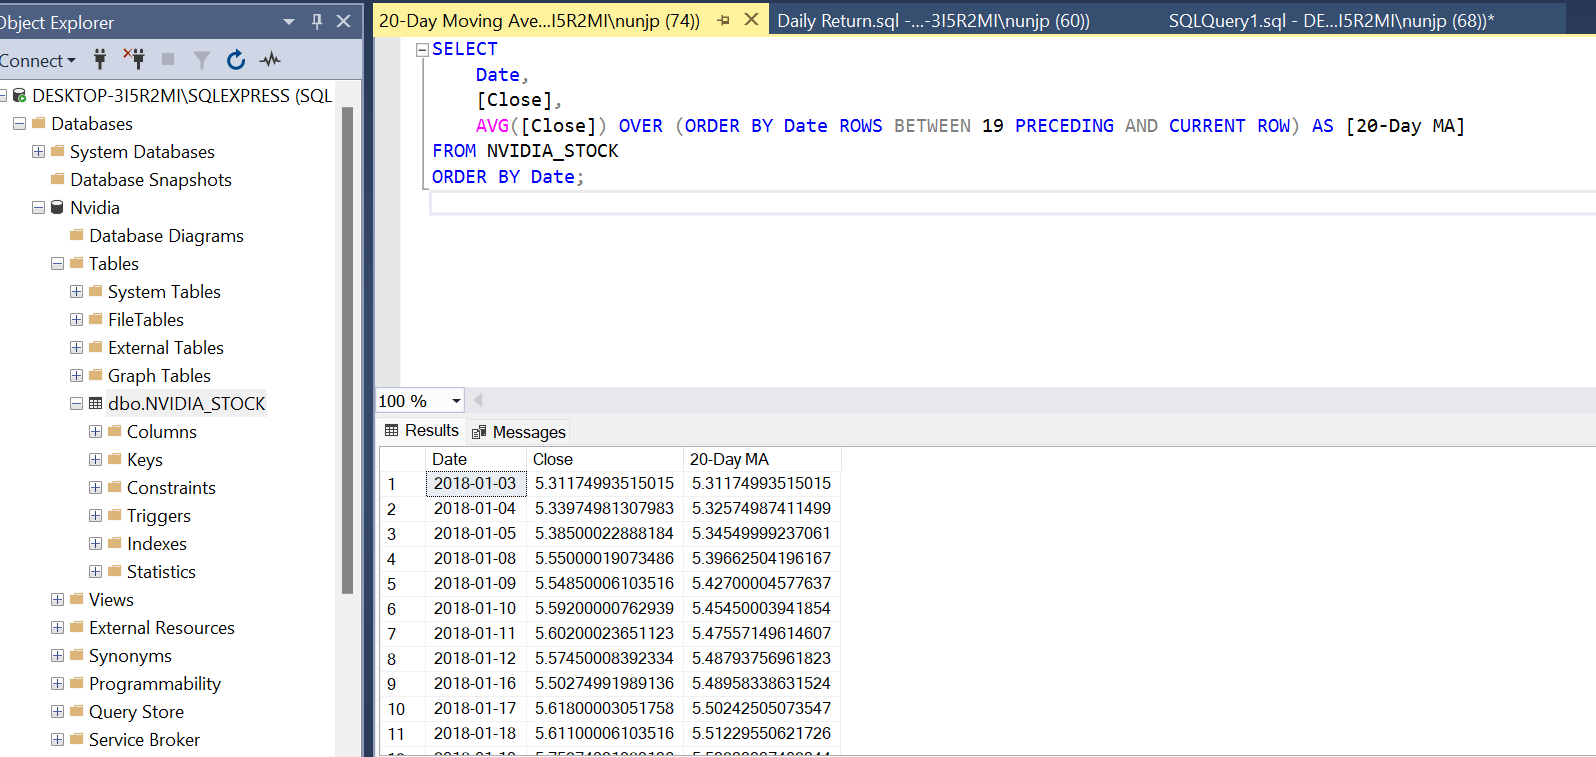 Object Explorer
Connect
DESKTOP-3I5R2MI\SQLEXPRESS (SQL
Databases
System Databases
Database Snapshots
Nvidia
Database Diagrams
Tables
System Tables
FileTables
External Tables
Graph Tables
dbo.NVIDIA_STOCK
Columns
Keys
Constraints
Triggers
Indexes
Statistics
Views
External Resources
Synonyms
Programmability
Query Store
Service Broker
20-Day Moving Ave...I5R2MI\nunjp (74)) Daily Return.sql -...-3I5R2MI\nunjp (60)) SQLQuery1.sql - DE...I5R2MI\nunjp (68))*
SELECT
Date,
[Close],
AVG([Close]) OVER (ORDER BY Date ROWS BETWEEN 19 PRECEDING AND CURRENT ROW) AS [20-Day MA]
FROM NVIDIA_STOCK
ORDER BY Date;
100 %
Results Messages
Date Close 20-Day MA
1 2018-01-03 5.31174993515015 5.31174993515015
2 2018-01-04 5.33974981307983 5.32574987411499
3 2018-01-05 5.38500022888184 5.34549999237061
4 2018-01-08 5.55000019073486 5.39662504196167
5 2018-01-09 5.54850006103516 5.42700004577637
6 2018-01-10 5.59200000762939 5.45450003941854
7 2018-01-11 5.60200023651123 5.47557149614607
8 2018-01-12 5.57450008392334 5.48793756961823
9 2018-01-16 5.50274991989136 5.48958338631524
10 2018-01-17 5.61800003051758 5.50242505073547
11 2018-01-18 5.61100006103516 5.51229550621726